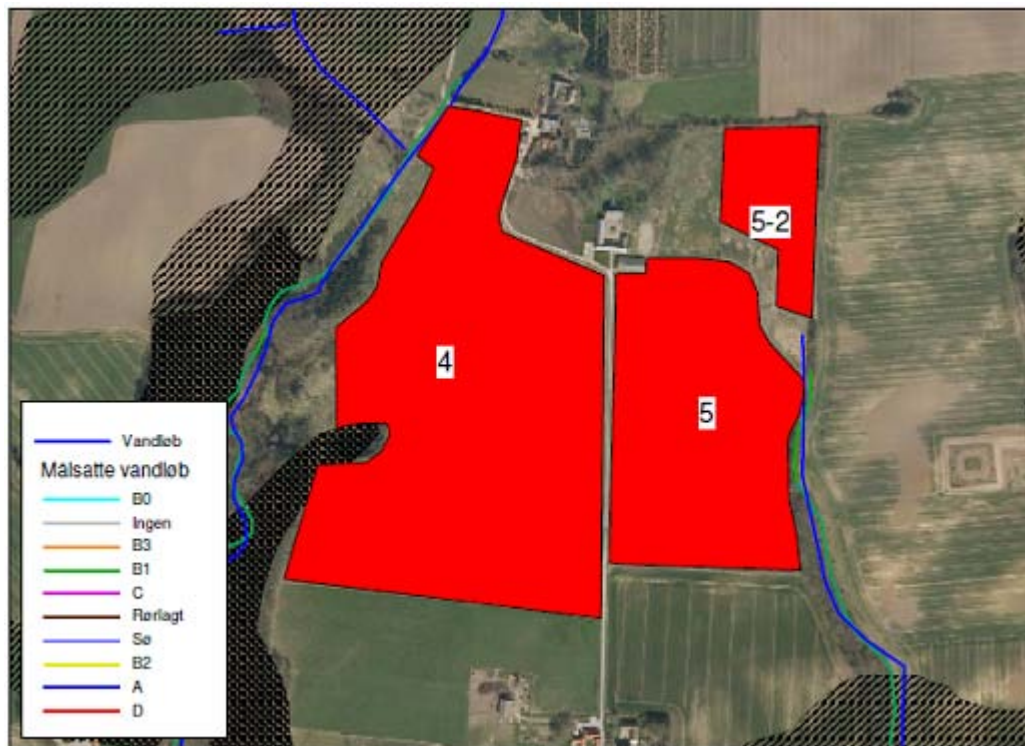 5-2
4
5
Vandløb
Målsatte vandløb
B0
Ingen
B3
B1
C
Rørlagt
Sø
B2
A
D